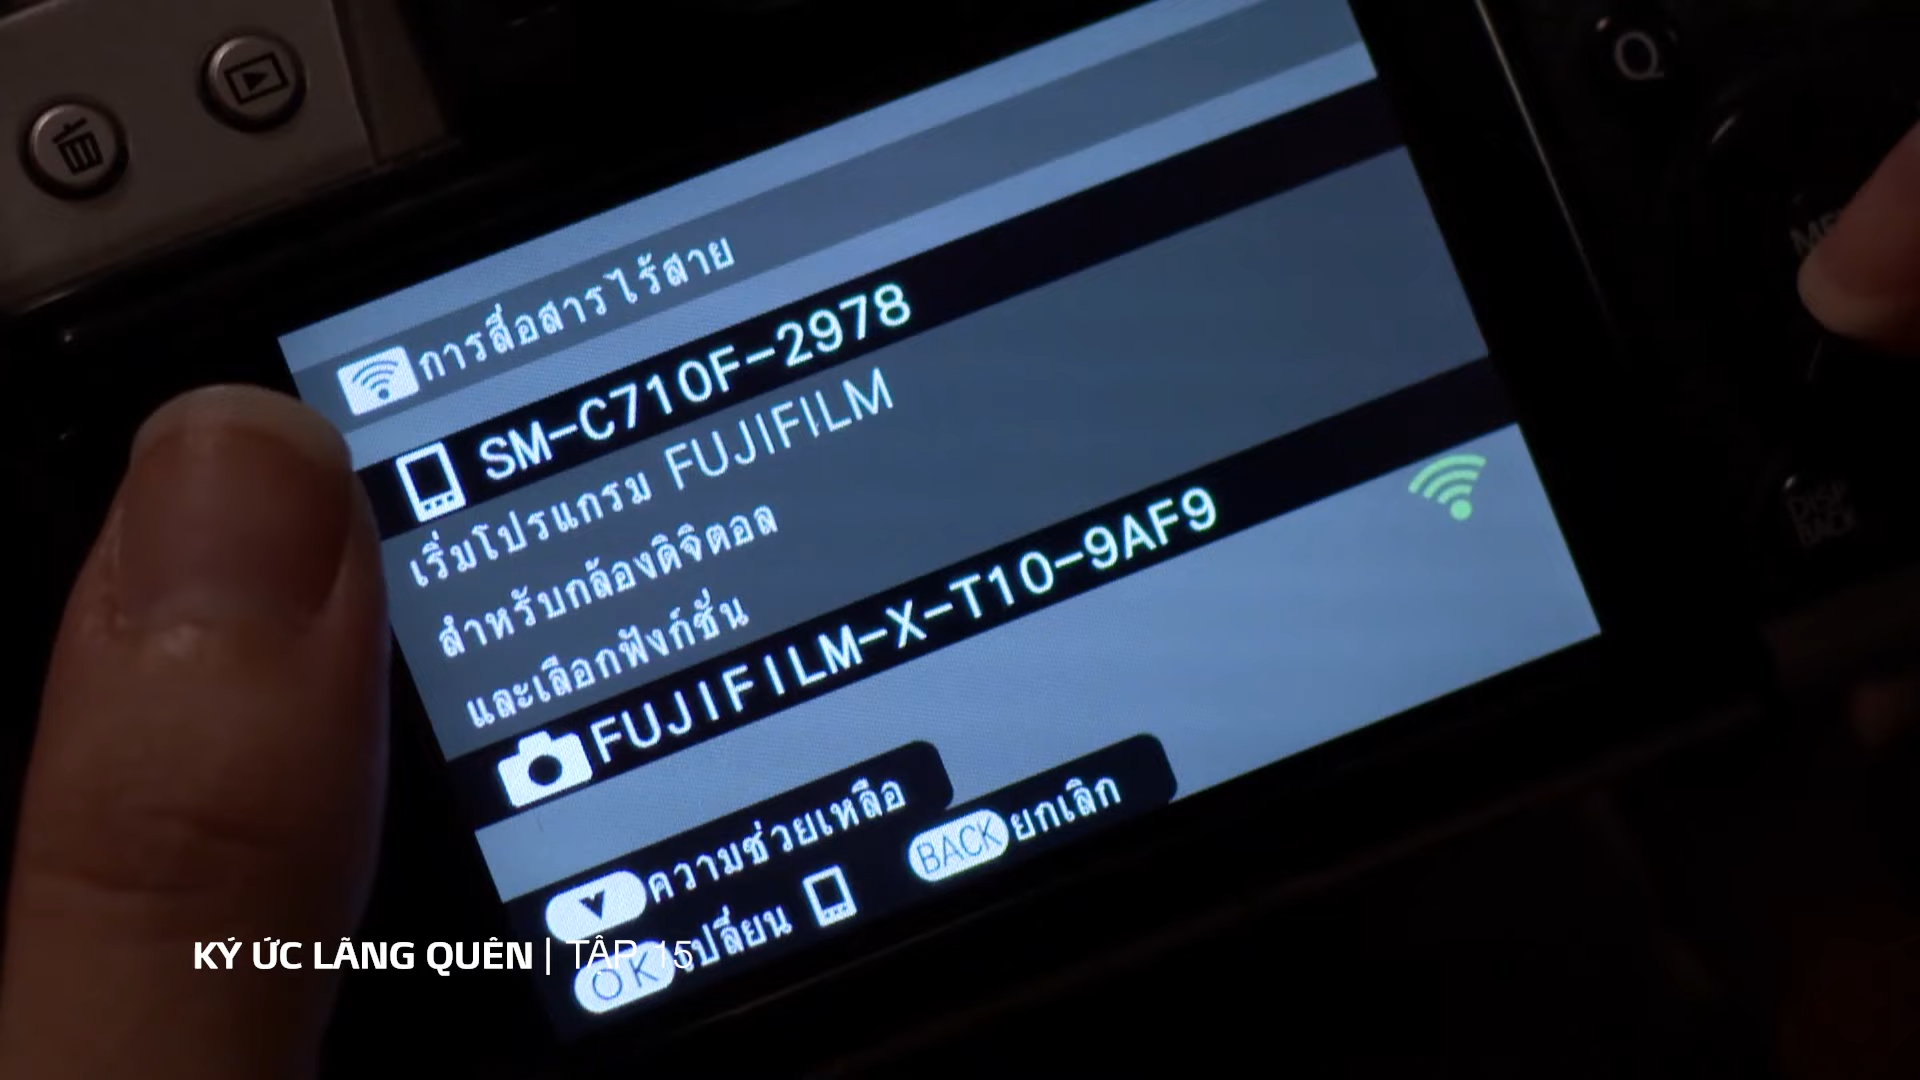 Q
การสื่อสารไร้สาย
SM-C710F-2978
เริ่มโปรแกรม FUJIFILM
สำหรับกล้องดิจิตอล
และเลือกฟังก์ชั่น
FUJIFILM-X-T10-9AF9
ความช่วยเหลือ
OK เปลี่ยน BACK ยกเลิก
DISP
BACK
KÝ ỨC LÃNG QUÊN | TẬP 15